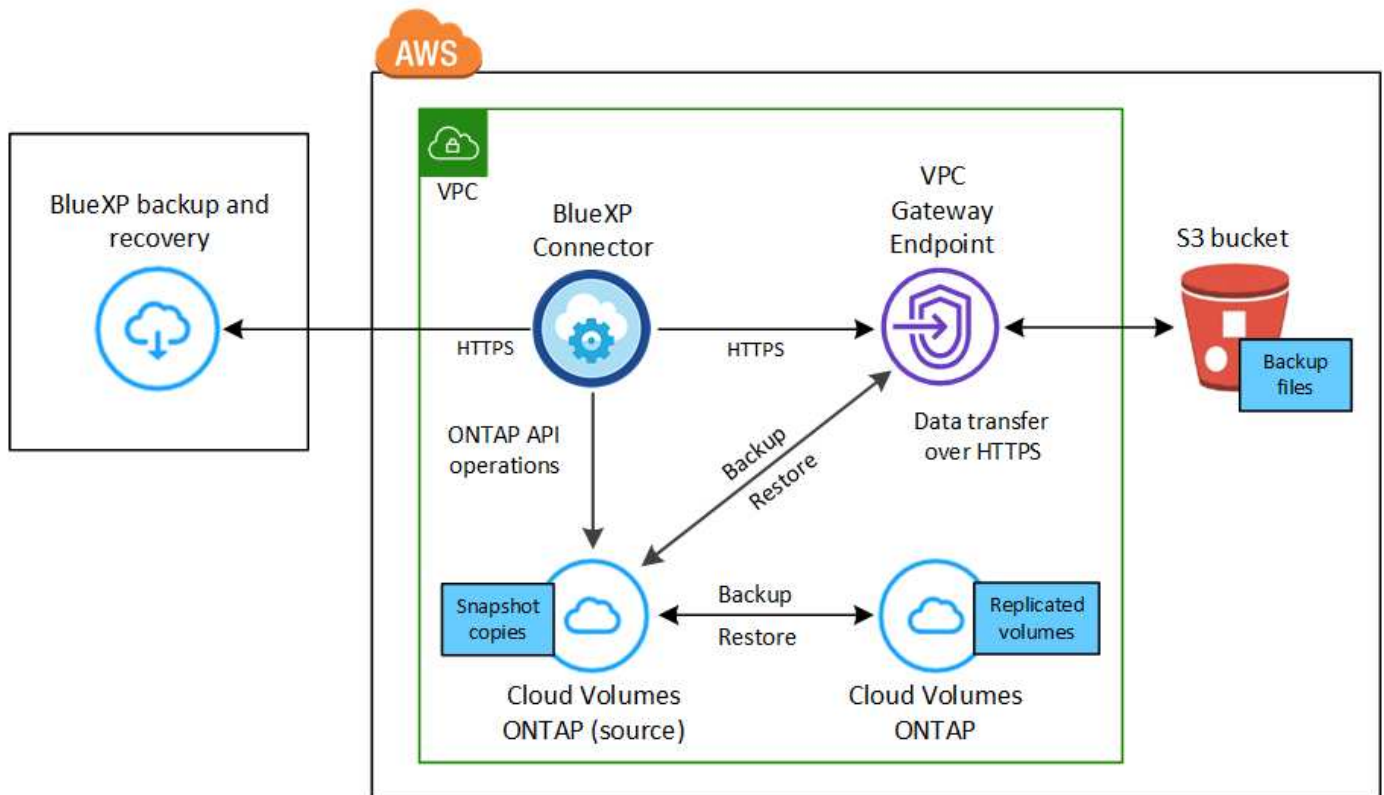 AWS
BlueXP backup and
recovery
VPC
BlueXP
Connector
VPC
Gateway
Endpoint
S3 bucket
Backup
files
HTTPS
HTTPS
ONTAP API
operations
Backup
Restore
Data transfer
over HTTPS
Snapshot
copies
Backup
Restore
Replicated
volumes
Cloud Volumes
ONTAP (source)
Cloud Volumes
ONTAP